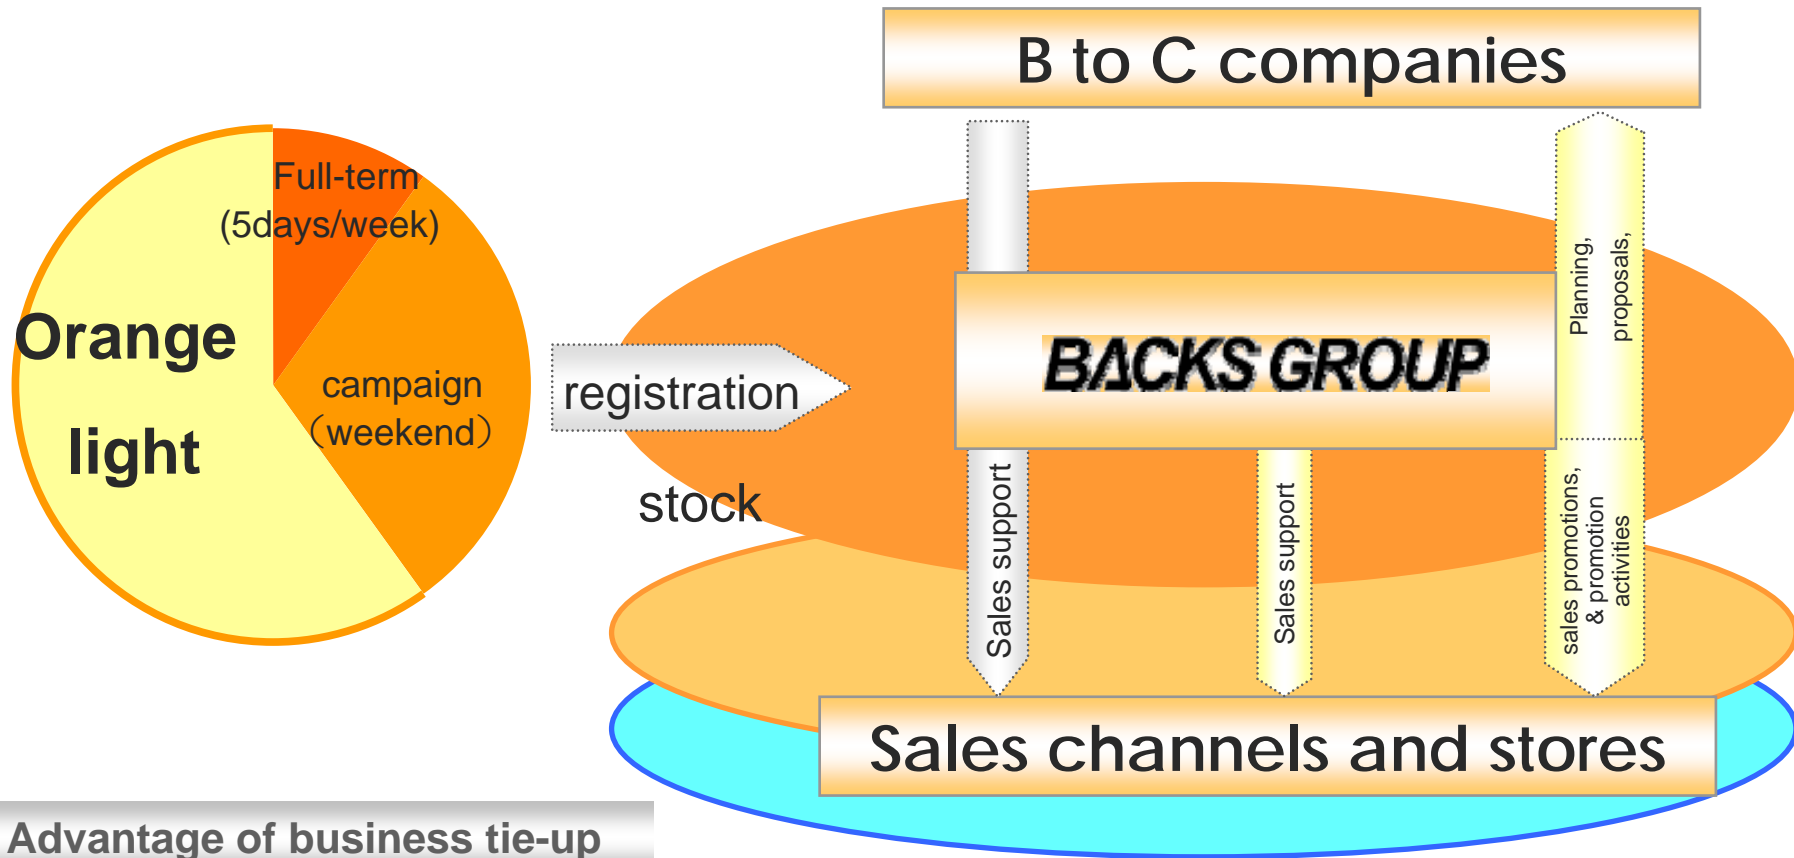 B to C companies
Full-term
(5days/week)
Orange
light
campaign
（weekend）
registration
stock
BACKS GROUP
Planning,
proposals,
Sales support
Sales support
sales promotions,
& promotion
activities
Sales channels and stores
Advantage of business tie-up